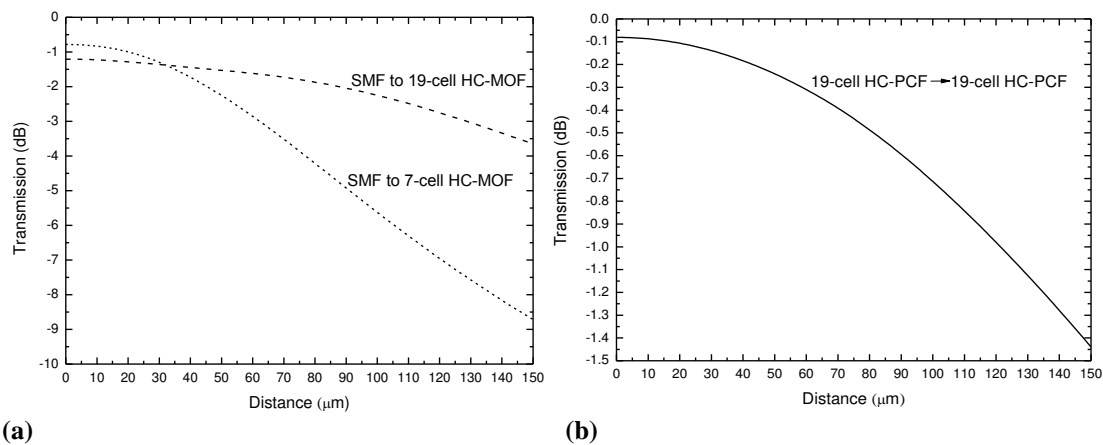 0
-1
-2
-3
-4
-5
-6
-7
-8
-9
-10
Transmission (dB)
SMF to 19-cell HC-MOF
SMF to 7-cell HC-MOF
0 10 20 30 40 50 60 70 80 90 100 110 120 130 140 150
Distance (μm)
(a)
0.0
-0.1
-0.2
-0.3
-0.4
-0.5
-0.6
-0.7
-0.8
-0.9
-1.0
-1.1
-1.2
-1.3
-1.4
-1.5
Transmission (dB)
19-cell HC-PCF→19-cell HC-PCF
0 10 20 30 40 50 60 70 80 90 100 110 120 130 140 150
Distance (μm)
(b)